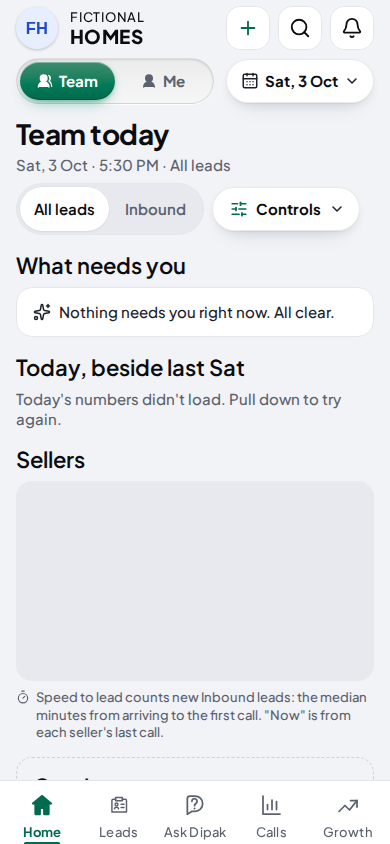 FH
FICTIONAL
HOMES
Team
Me
Sat, 3 Oct
Team today
Sat, 3 Oct · 5:30 PM · All leads
All leads
Inbound
Controls
What needs you
Nothing needs you right now. All clear.
Today, beside last Sat
Today's numbers didn't load. Pull down to try
again.
Sellers
Speed to lead counts new Inbound leads: the median
minutes from arriving to the first call. "Now" is from
each seller's last call.
Home
Leads
Ask Dipak
Calls
Growth